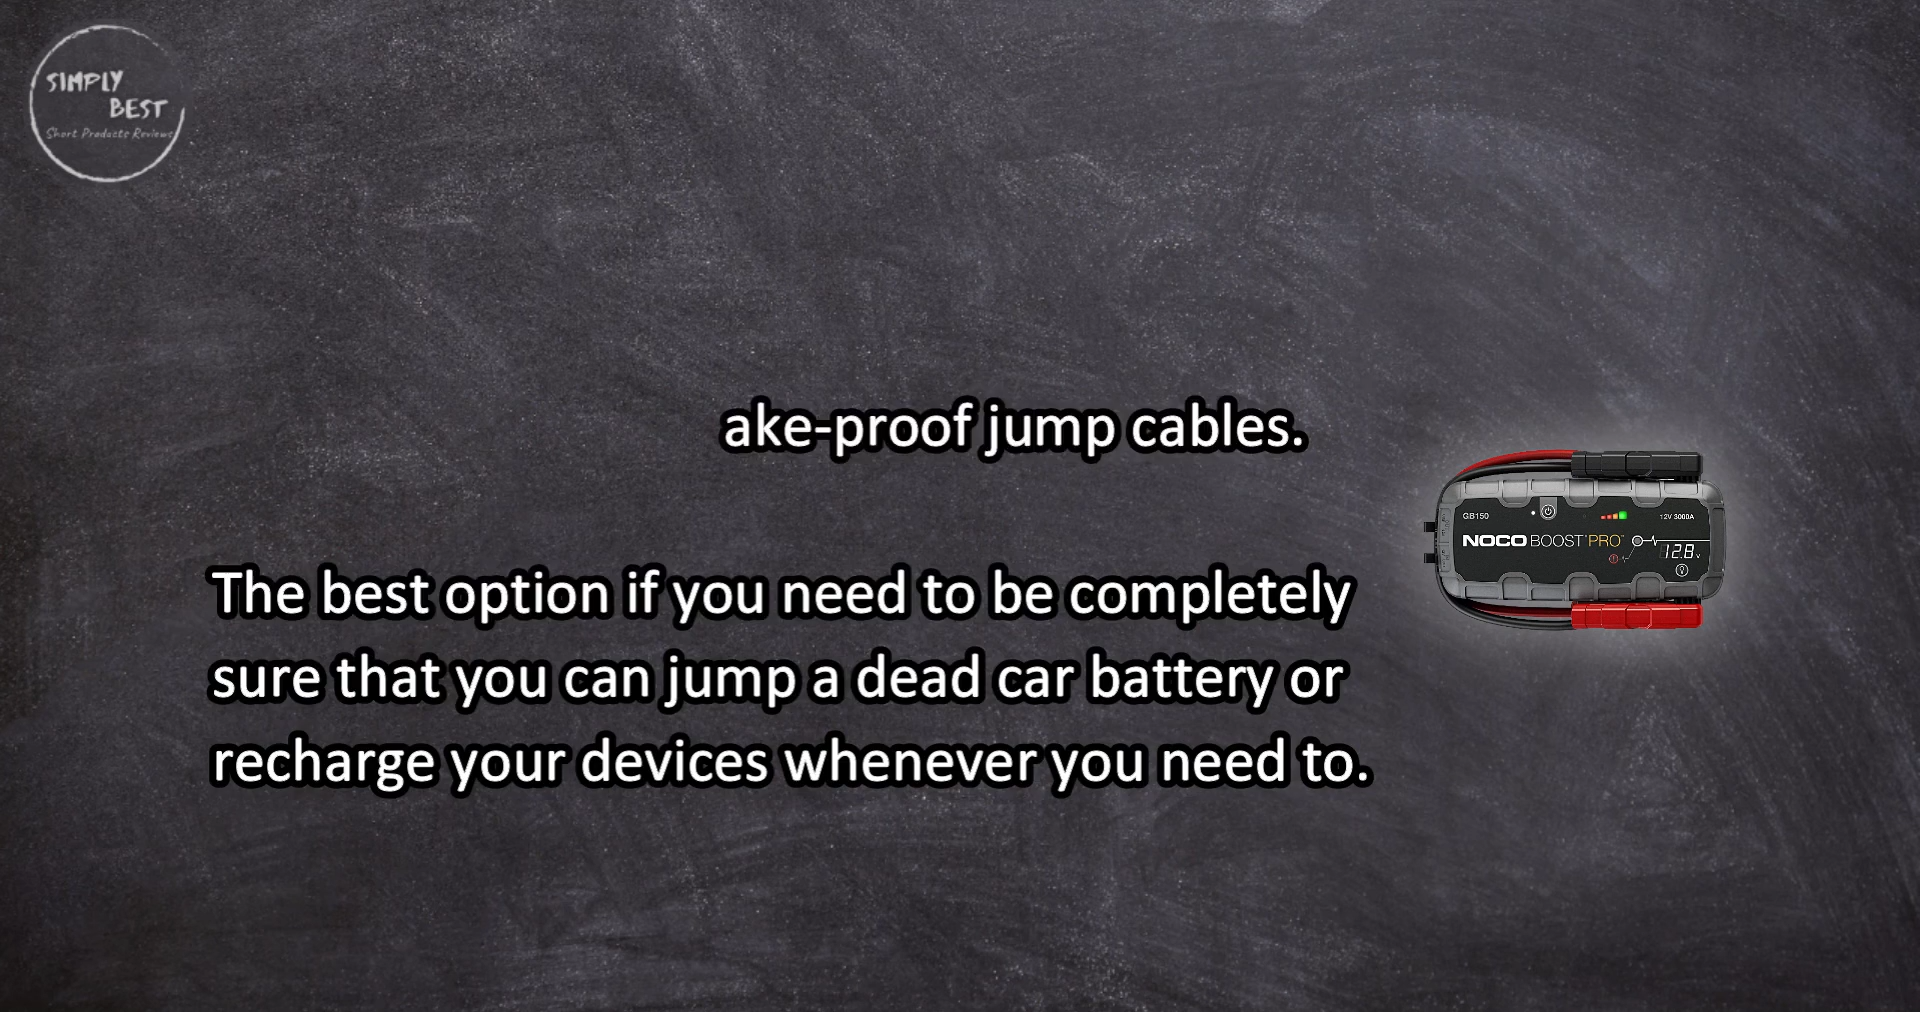 SIMPLY
BEST
Short Products Reviews
ake-proof jump cables.
GB150
12V 3000A
NOCO BOOST PRO
12.8 V
The best option if you need to be completely
sure that you can jump a dead car battery or
recharge your devices whenever you need to.